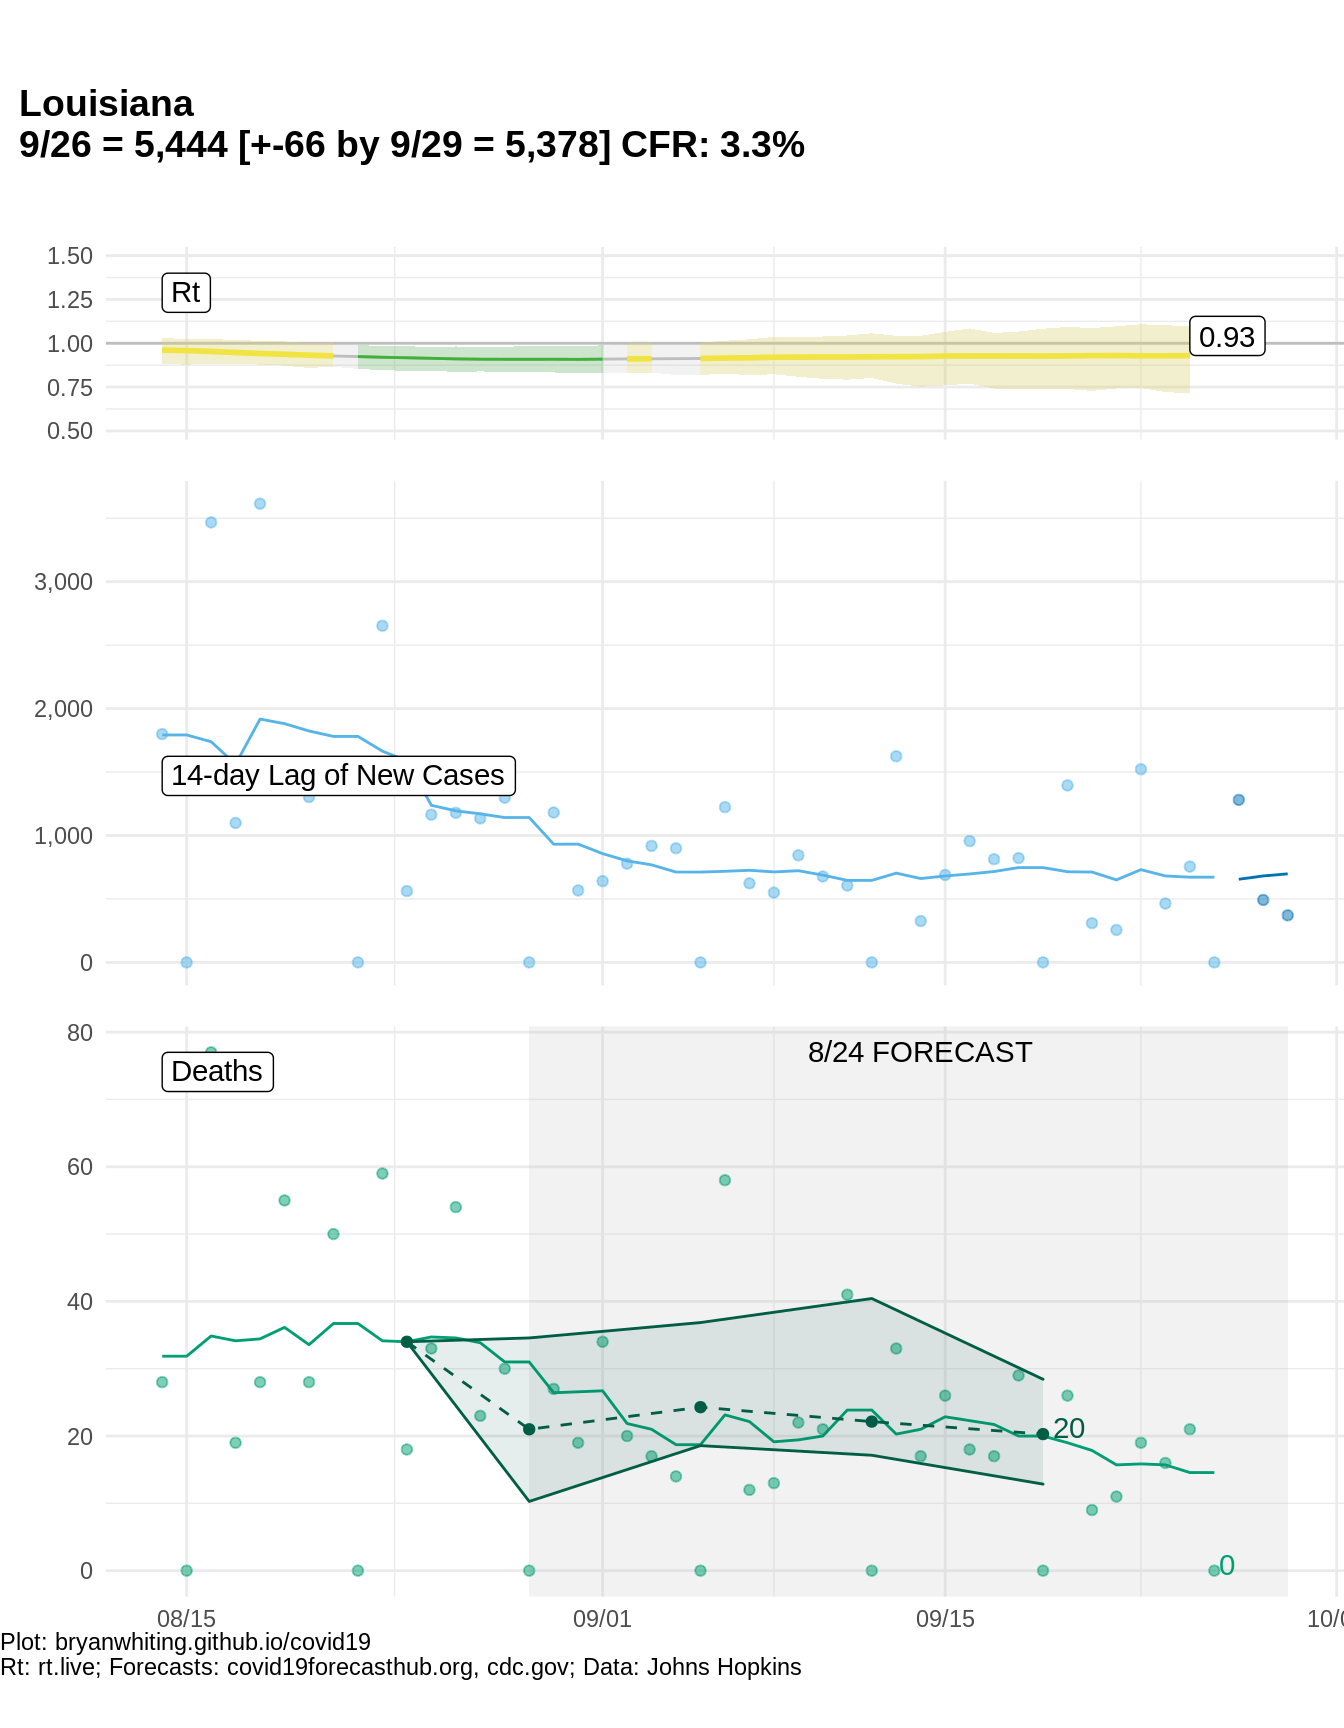 Louisiana
9/26 = 5,444 [+-66 by 9/29 = 5,378] CFR: 3.3%
1.50
Rt
1.25
1.00
0.93
0.75
0.50
3,000
2,000
14-day Lag of New Cases
1,000
0
80
8/24 FORECAST
Deaths
60
40
20
20
0
0
08/15
09/01
09/15
10/0
Plot: bryanwhiting.github.io/covid19
Rt: rt.live; Forecasts: covid19forecasthub.org, cdc.gov; Data: Johns Hopkins